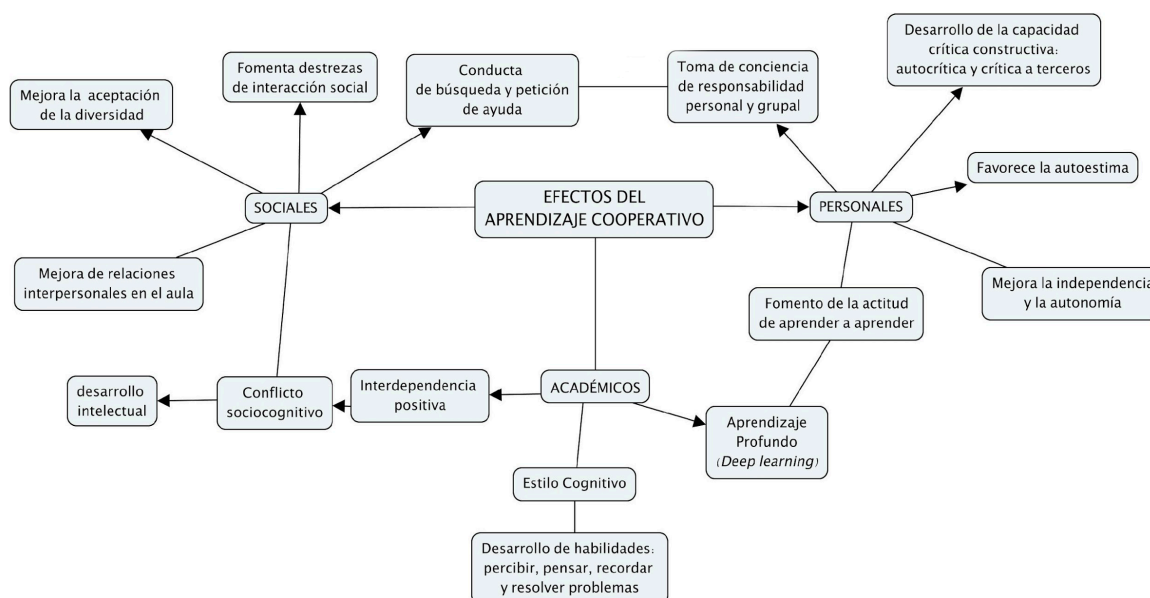 Desarrollo de la capacidad
crítica constructiva:
autocrítica y crítica a terceros
Fomenta destrezas
de interacción social
Conducta
de búsqueda y petición
de ayuda
Toma de conciencia
de responsabilidad
personal y grupal
Mejora la aceptación
de la diversidad
Favorece la autoestima
SOCIALES
EFECTOS DEL
APRENDIZAJE COOPERATIVO
PERSONALES
Mejora de relaciones
interpersonales en el aula
Mejora la independencia
y la autonomía
Fomento de la actitud
de aprender a aprender
desarrollo
intelectual
Conflicto
sociocognitivo
Interdependencia
positiva
ACADÉMICOS
Aprendizaje
Profundo
(Deep learning)
Estilo Cognitivo
Desarrollo de habilidades:
percibir, pensar, recordar
y resolver problemas